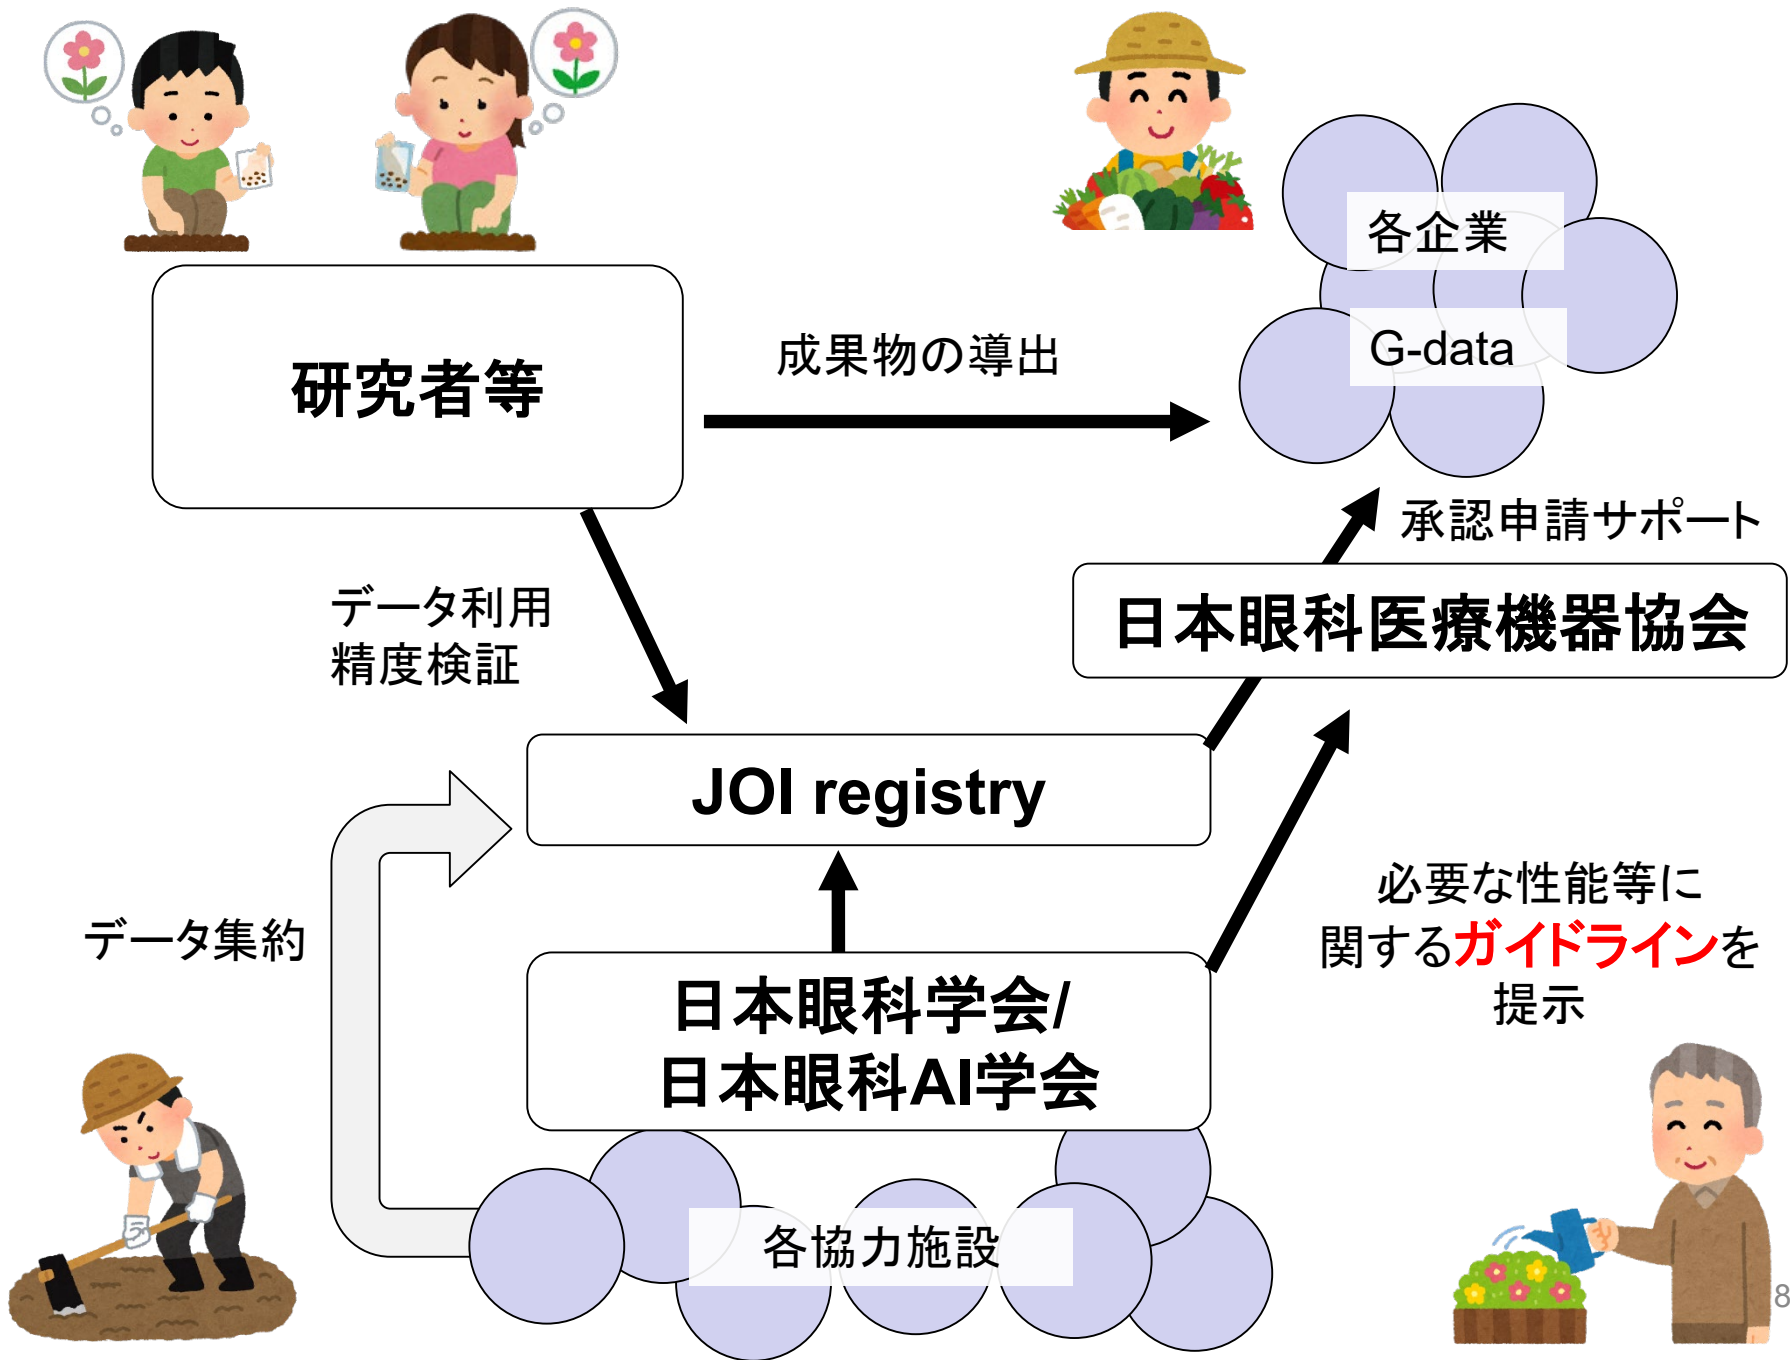 各企業
G-data
研究者等
成果物の導出
承認申請サポート
データ利用
精度検証
日本眼科医療機器協会
JOI registry
データ集約
必要な性能等に
関するガイドラインを
提示
日本眼科学会/
日本眼科AI学会
各協力施設
8